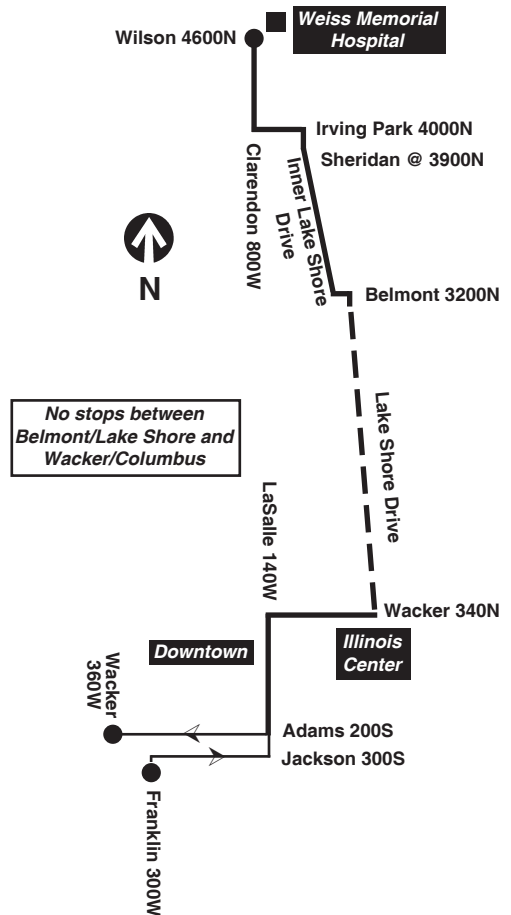 Weiss Memorial
Hospital
Wilson 4600N
Irving Park 4000N
Sheridan @ 3900N
Clarendon 800W
Inner Lake Shore
Drive
N
Belmont 3200N
No stops between
Belmont/Lake Shore and
Wacker/Columbus
Lake Shore Drive
LaSalle 140W
Wacker 340N
Downtown
Illinois
Center
Wacker
360W
Adams 200S
Jackson 300S
Franklin 300W